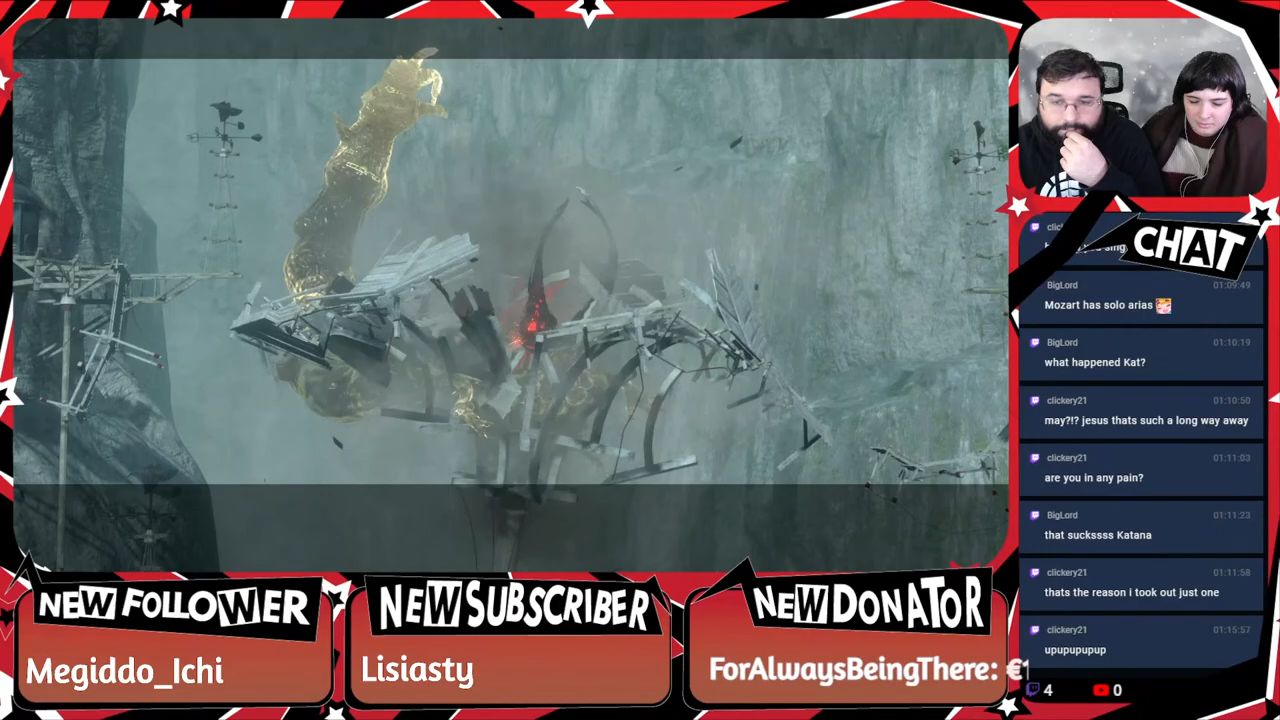 CHAT
BigLord 01:09:49
Mozart has solo arias
BigLord 01:10:19
what happened Kat?
clickery21 01:10:50
may?!? jesus thats such a long way away
clickery21 01:11:03
are you in any pain?
BigLord 01:11:23
that suckssss Katana
clickery21 01:11:58
thats the reason i took out just one
clickery21 01:15:57
upupupupup
4 0
NEW FOLLOWER
Megiddo_Ichi
NEW SUBSCRIBER
Lisiasty
NEW DONATOR
ForAlwaysBeingThere: €1